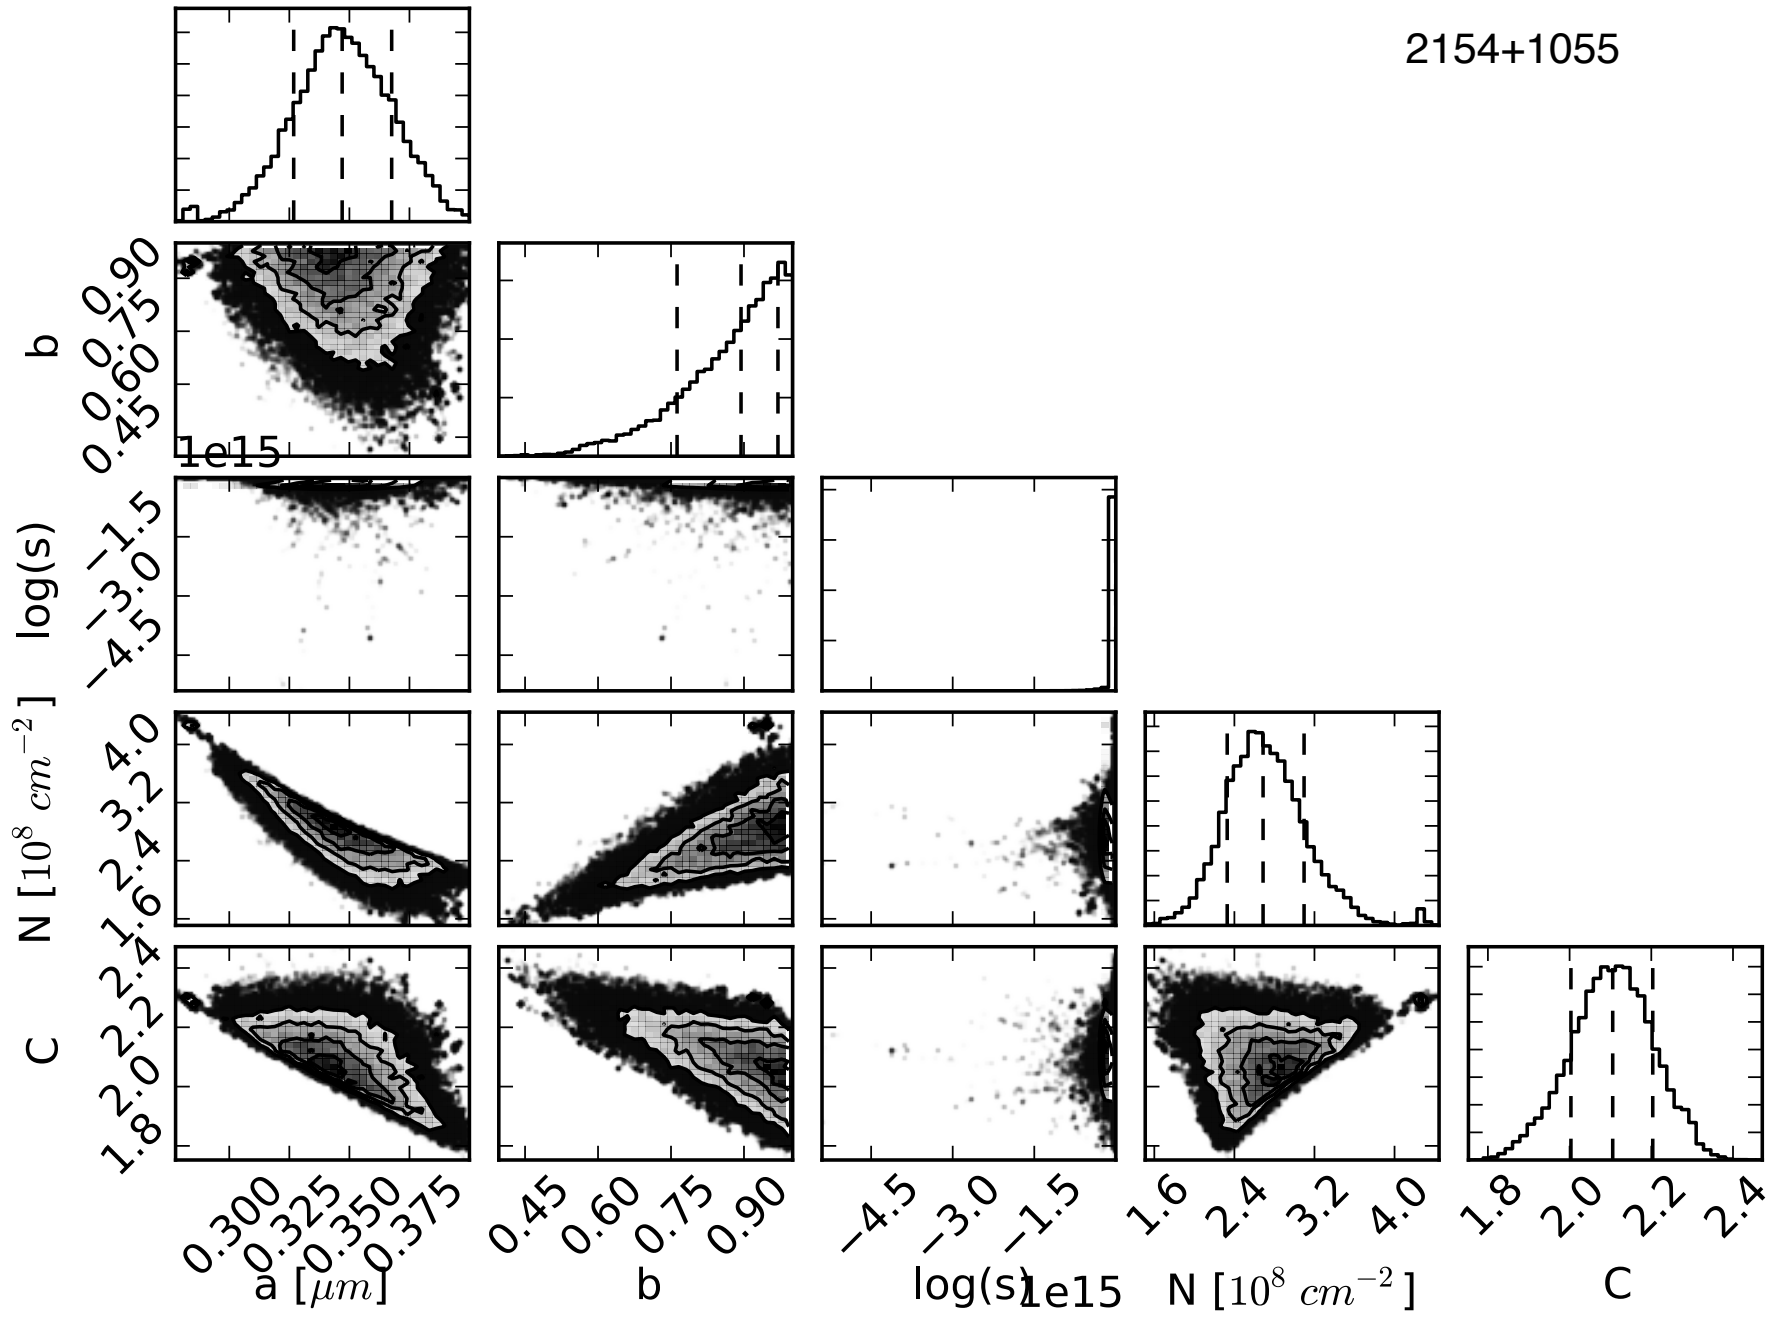 2154+1055
0.90
0.75
0.60
0.45
b
1e15
−1.5
−3.0
−4.5
log(s)
4.0
3.2
2.4
1.6
N [10⁸ cm⁻²]
2.4
2.2
2.0
1.8
C
0.300 0.325 0.350 0.375 0.45 0.60 0.75 0.90 −4.5 −3.0 −1.5 1.6 2.4 3.2 4.0 1.8 2.0 2.2 2.4
a [μm] b log(s) 1e15 N [10⁸ cm⁻²] C